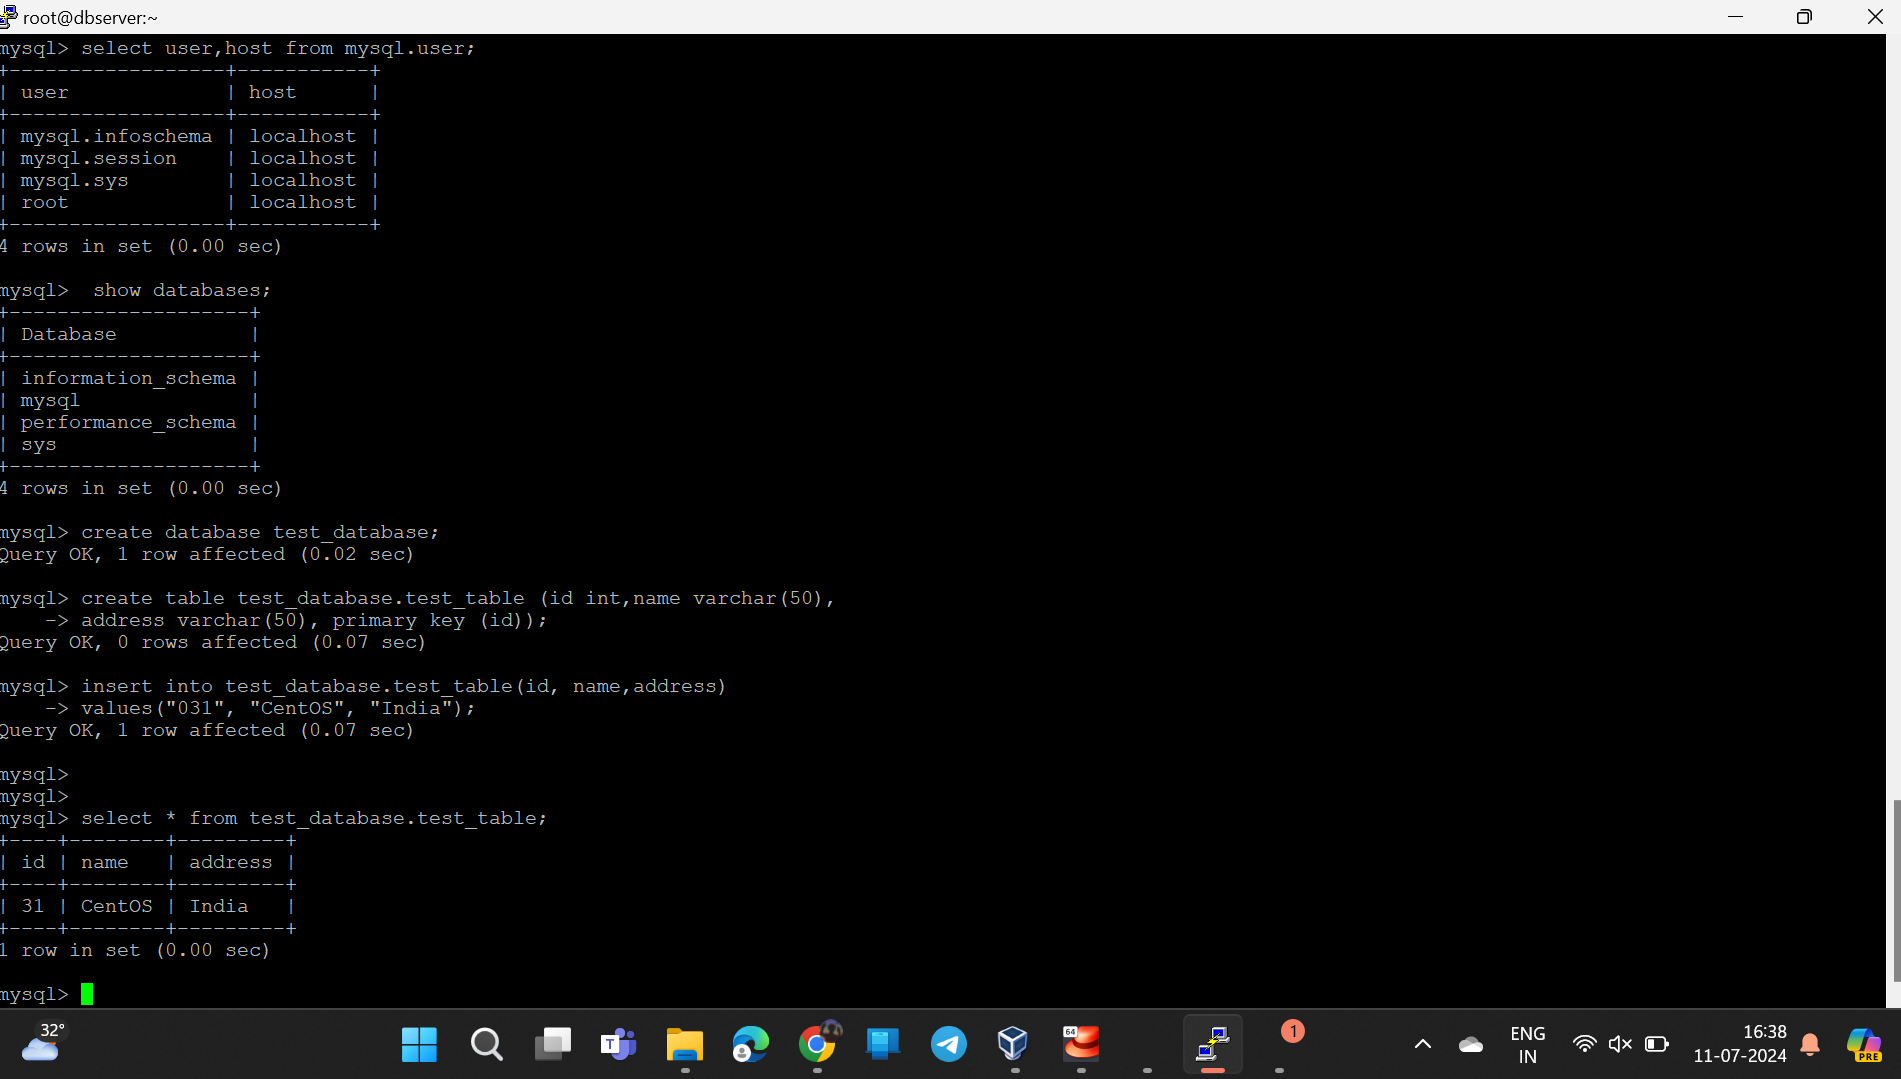 root@dbserver:~
mysql> select user,host from mysql.user;
+------------------+-----------+
| user             | host      |
+------------------+-----------+
| mysql.infoschema | localhost |
| mysql.session    | localhost |
| mysql.sys        | localhost |
| root             | localhost |
+------------------+-----------+
4 rows in set (0.00 sec)
mysql>  show databases;
+--------------------+
| Database           |
+--------------------+
| information_schema |
| mysql              |
| performance_schema |
| sys                |
+--------------------+
4 rows in set (0.00 sec)
mysql> create database test_database;
Query OK, 1 row affected (0.02 sec)
mysql> create table test_database.test_table (id int,name varchar(50),
    -> address varchar(50), primary key (id));
Query OK, 0 rows affected (0.07 sec)
mysql> insert into test_database.test_table(id, name,address)
    -> values("031", "CentOS", "India");
Query OK, 1 row affected (0.07 sec)
mysql>
mysql>
mysql> select * from test_database.test_table;
+----+--------+---------+
| id | name   | address |
+----+--------+---------+
| 31 | CentOS | India   |
+----+--------+---------+
1 row in set (0.00 sec)
mysql>
32°
T
64
1
ENG
IN
16:38
11-07-2024
PRE